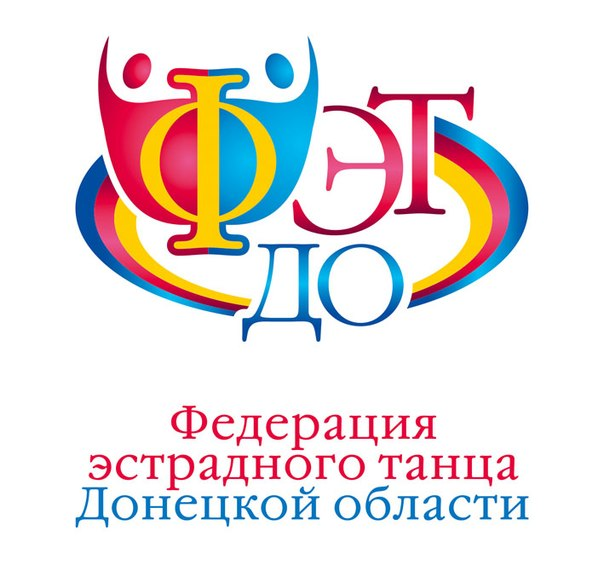 ФЭТ
ДО
Федерация
эстрадного танца
Донецкой области